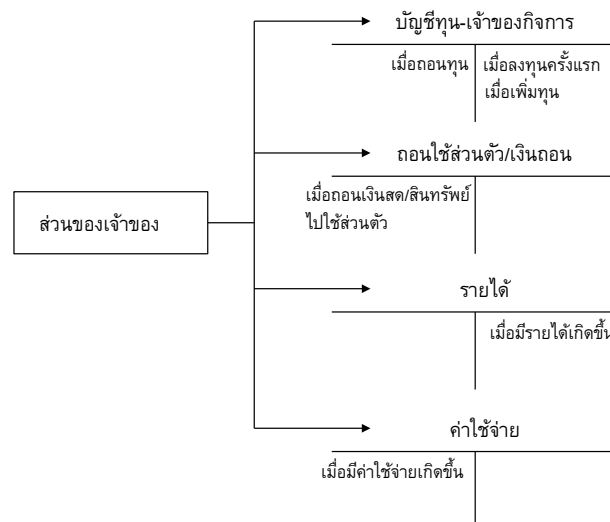 บัญชีทุน-เจ้าของกิจการ
เมื่อถอนทุน
เมื่อลงทุนครั้งแรก
เมื่อเพิ่มทุน
ถอนใช้ส่วนตัว/เงินถอน
เมื่อถอนเงินสด/สินทรัพย์
ไปใช้ส่วนตัว
ส่วนของเจ้าของ
รายได้
เมื่อมีรายได้เกิดขึ้น
ค่าใช้จ่าย
เมื่อมีค่าใช้จ่ายเกิดขึ้น